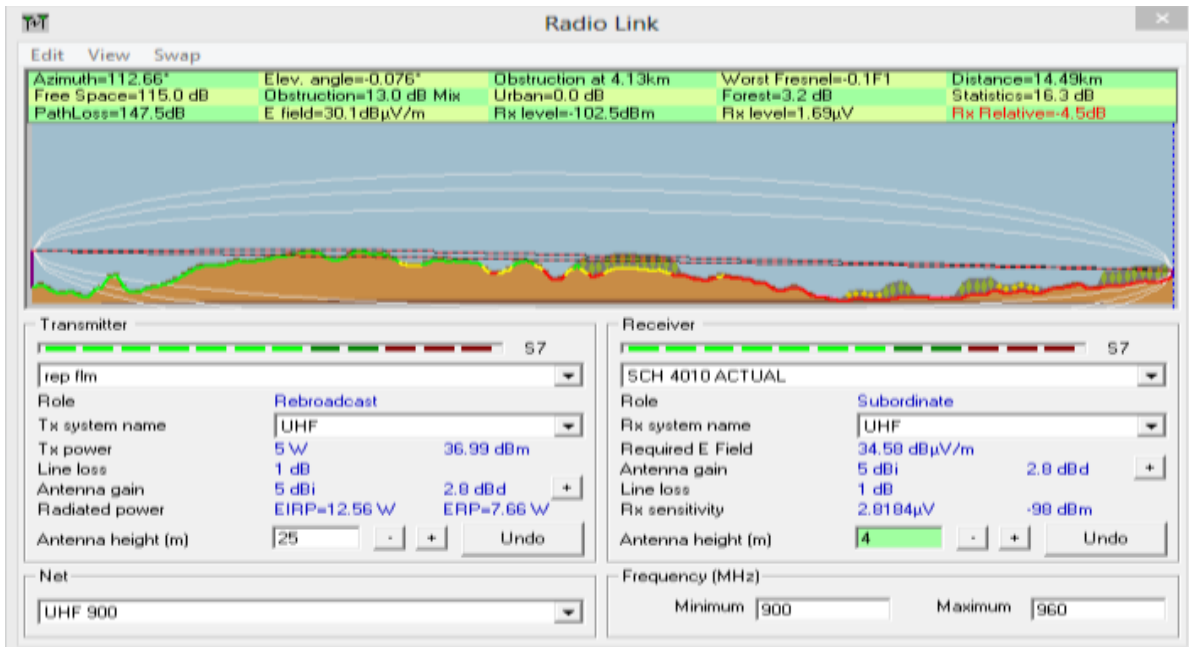 Radio Link
Edit View Swap
Azimuth=112.66° Elev. angle=-0.076° Obstruction at 4.13km Worst Fresnel=-0.1F1 Distance=14.49km
Free Space=115.0 dB Obstruction=13.0 dB Mix Urban=0.0 dB Forest=3.2 dB Statistics=16.3 dB
PathLoss=147.5dB E field=30.1dBµV/m Rx level=-102.5dBm Rx level=1.69µV Rx Relative=-4.5dB
Transmitter
S7
rep flm
Role Rebroadcast
Tx system name UHF
Tx power 5 W 36.99 dBm
Line loss 1 dB
Antenna gain 5 dBi 2.8 dBd +
Radiated power EIRP=12.56 W ERP=7.66 W
Antenna height (m) 25 - + Undo
Net
UHF 900
Receiver
S7
SCH 4010 ACTUAL
Role Subordinate
Rx system name UHF
Required E Field 34.58 dBµV/m
Antenna gain 5 dBi 2.8 dBd +
Line loss 1 dB
Rx sensitivity 2.8184µV -98 dBm
Antenna height (m) 4 - + Undo
Frequency (MHz)
Minimum 900 Maximum 960